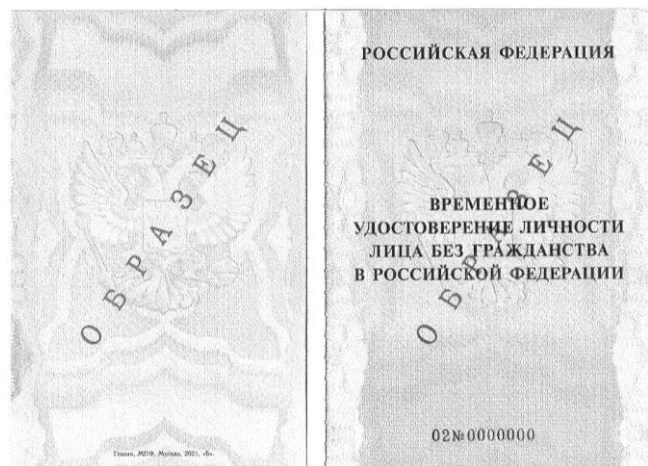 ОБРАЗЕЦ
Гознак, МПФ, Москва, 2021, «В».
РОССИЙСКАЯ ФЕДЕРАЦИЯ
ВРЕМЕННОЕ
УДОСТОВЕРЕНИЕ ЛИЧНОСТИ
ЛИЦА БЕЗ ГРАЖДАНСТВА
В РОССИЙСКОЙ ФЕДЕРАЦИИ
ОБРАЗЕЦ
02№0000000